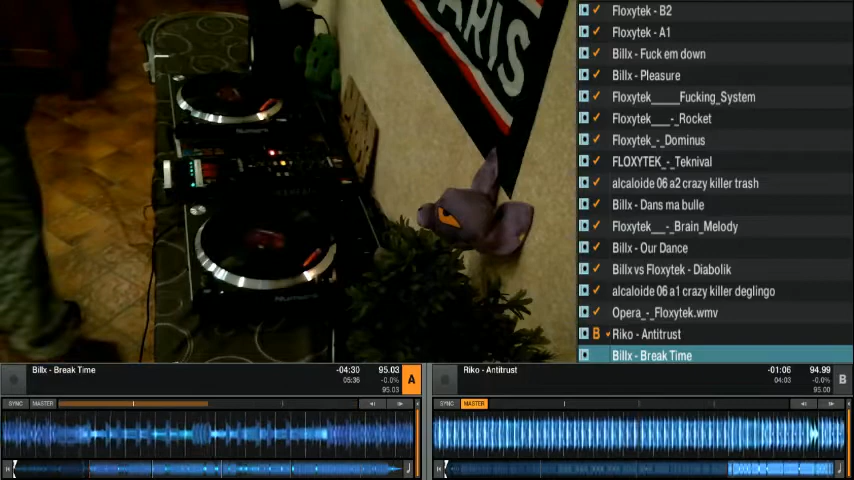 PARIS
Floxytek - B2
Floxytek - A1
Billx - Fuck em down
Billx - Pleasure
Floxytek_____Fucking_System
Floxytek___-_Rocket
Floxytek_-_Dominus
FLOXYTEK_-_Teknival
alcaloide 06 a2 crazy killer trash
Billx - Dans ma bulle
Floxytek__-_Brain_Melody
Billx - Our Dance
Billx vs Floxytek - Diabolik
alcaloide 06 a1 crazy killer deglingo
Opera_-_Floxytek.wmv
B Riko - Antitrust
Billx - Break Time
Billx - Break Time -04:30 95.03 A
05:36 -0.0%
95.03
SYNC MASTER
Riko - Antitrust -01:06 94.99 B
04:03 -0.0%
95.00
SYNC MASTER